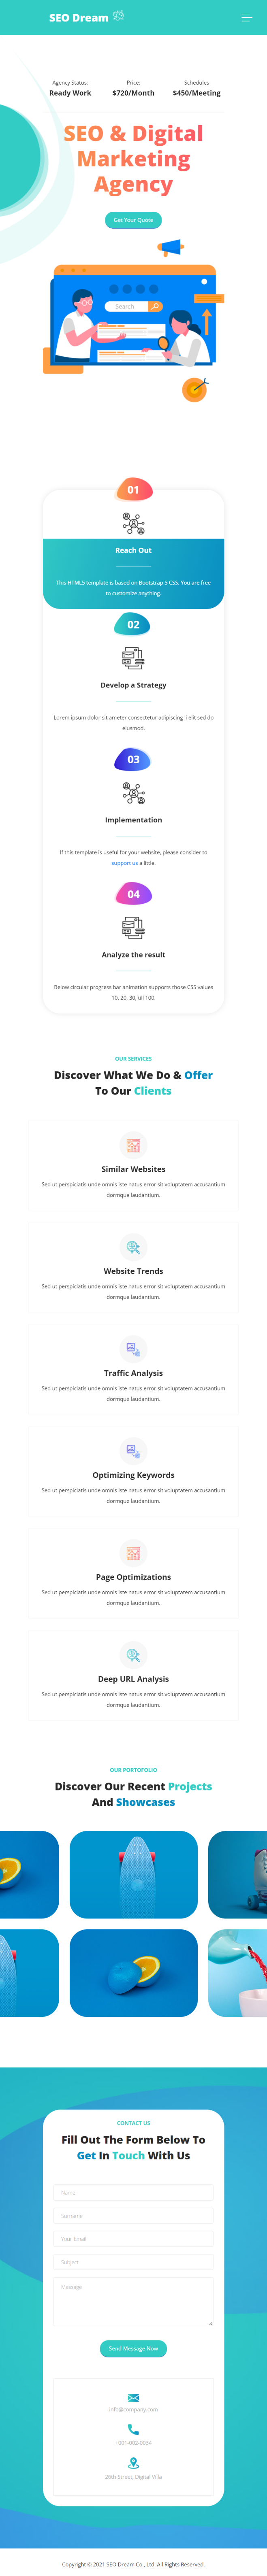 SEO Dream
Agency Status:
Ready Work
Price:
$720/Month
Schedules
$450/Meeting
SEO & Digital
Marketing
Agency
Get Your Quote
Search
01
Reach Out
This HTML5 template is based on Bootstrap 5 CSS. You are free
to customize anything.
02
Develop a Strategy
Lorem ipsum dolor sit ameter consectetur adipiscing li elit sed do
eiusmod.
03
Implementation
If this template is useful for your website, please consider to
support us a little.
04
Analyze the result
Below circular progress bar animation supports those CSS values
10, 20, 30, till 100.
OUR SERVICES
Discover What We Do & Offer
To Our Clients
Similar Websites
Sed ut perspiciatis unde omnis iste natus error sit voluptatem accusantium
dormque laudantium.
Website Trends
Sed ut perspiciatis unde omnis iste natus error sit voluptatem accusantium
dormque laudantium.
Traffic Analysis
Sed ut perspiciatis unde omnis iste natus error sit voluptatem accusantium
dormque laudantium.
Optimizing Keywords
Sed ut perspiciatis unde omnis iste natus error sit voluptatem accusantium
dormque laudantium.
Page Optimizations
Sed ut perspiciatis unde omnis iste natus error sit voluptatem accusantium
dormque laudantium.
Deep URL Analysis
Sed ut perspiciatis unde omnis iste natus error sit voluptatem accusantium
dormque laudantium.
OUR PORTOFOLIO
Discover Our Recent Projects
And Showcases
CONTACT US
Fill Out The Form Below To
Get In Touch With Us
Name
Surname
Your Email
Subject
Message
Send Message Now
info@company.com
+001-002-0034
26th Street, Digital Villa
Copyright © 2021 SEO Dream Co., Ltd. All Rights Reserved.